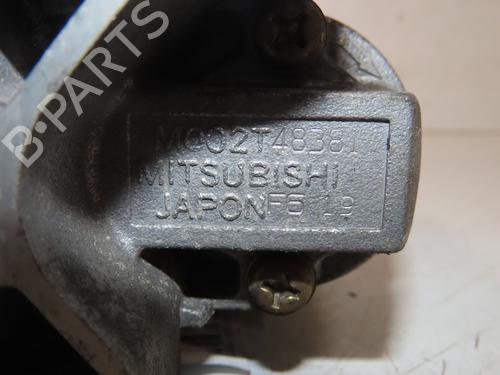 B-PARTS
M002T48381
MITSUBISHI
JAPON F6 19